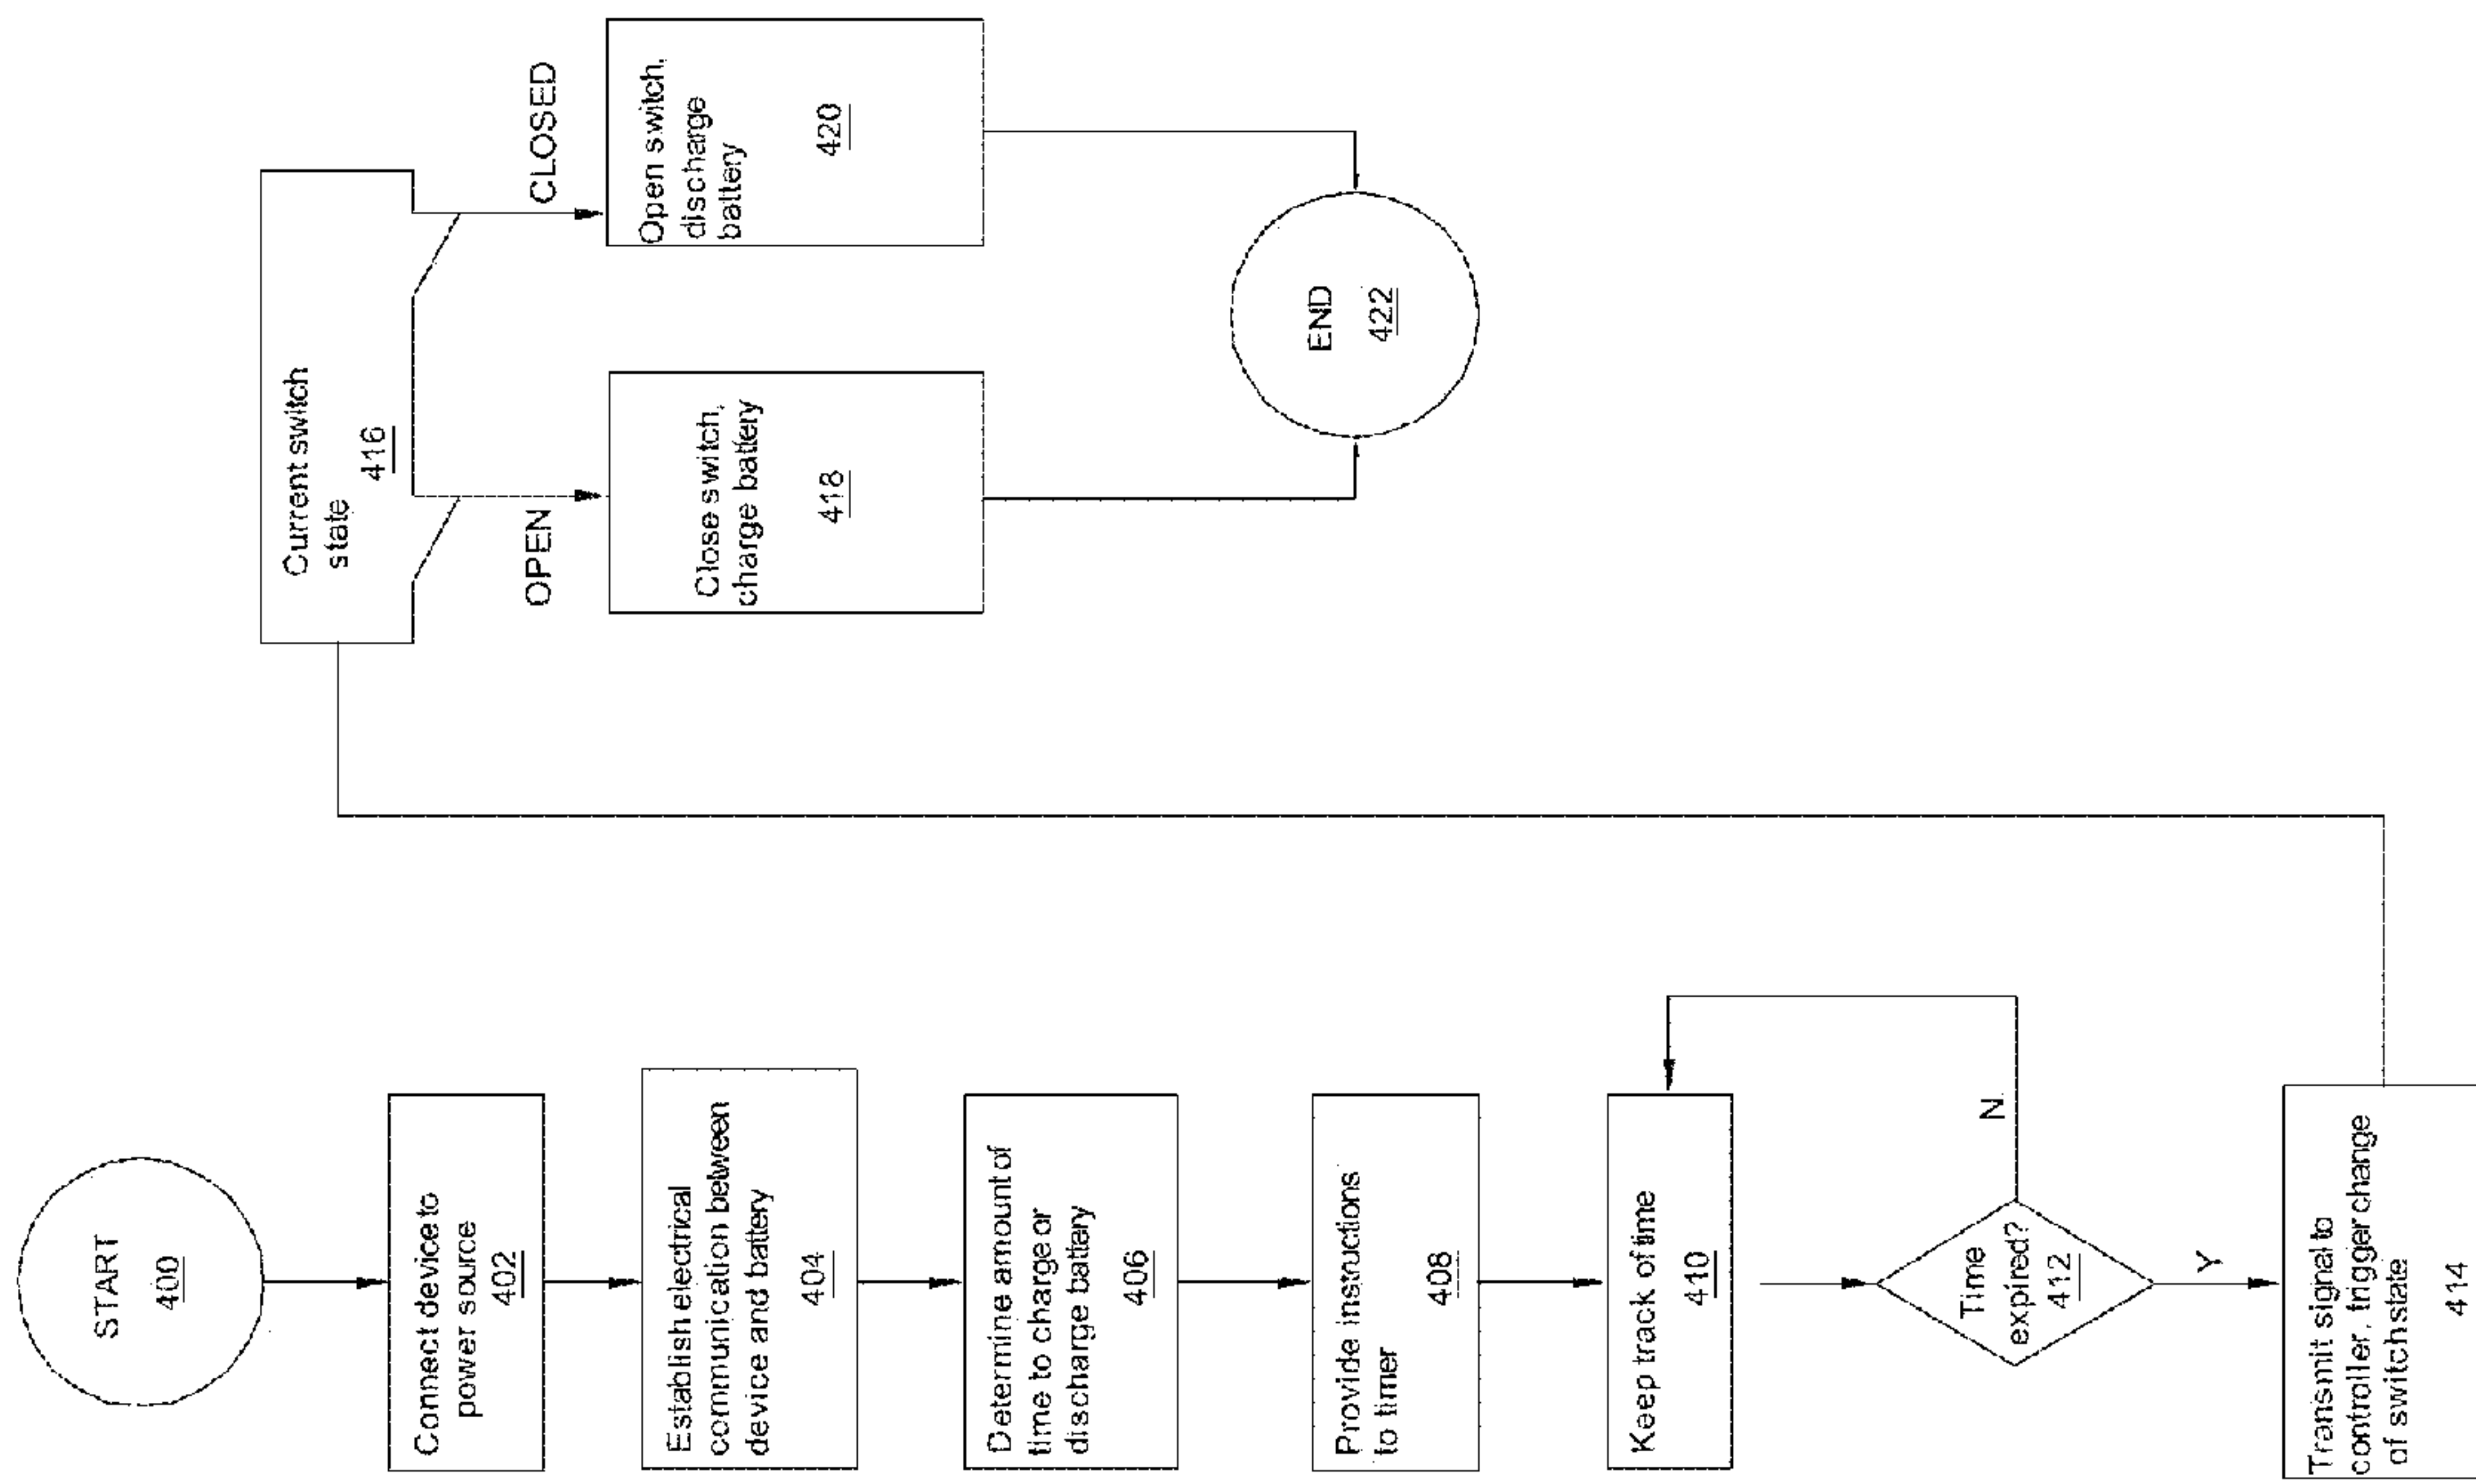 START
400
Connect device to
power source
402
Establish electrical
communication between
device and battery
404
Determine amount of
time to charge or
discharge battery
406
Provide instructions
to timer
408
Keep track of time
410
Time
expired?
412
N
Y
Transmit signal to
controller, trigger change
of switch state
414
Current switch
state
416
OPEN
CLOSED
Close switch,
charge battery
418
Open switch,
discharge
battery
420
END
422